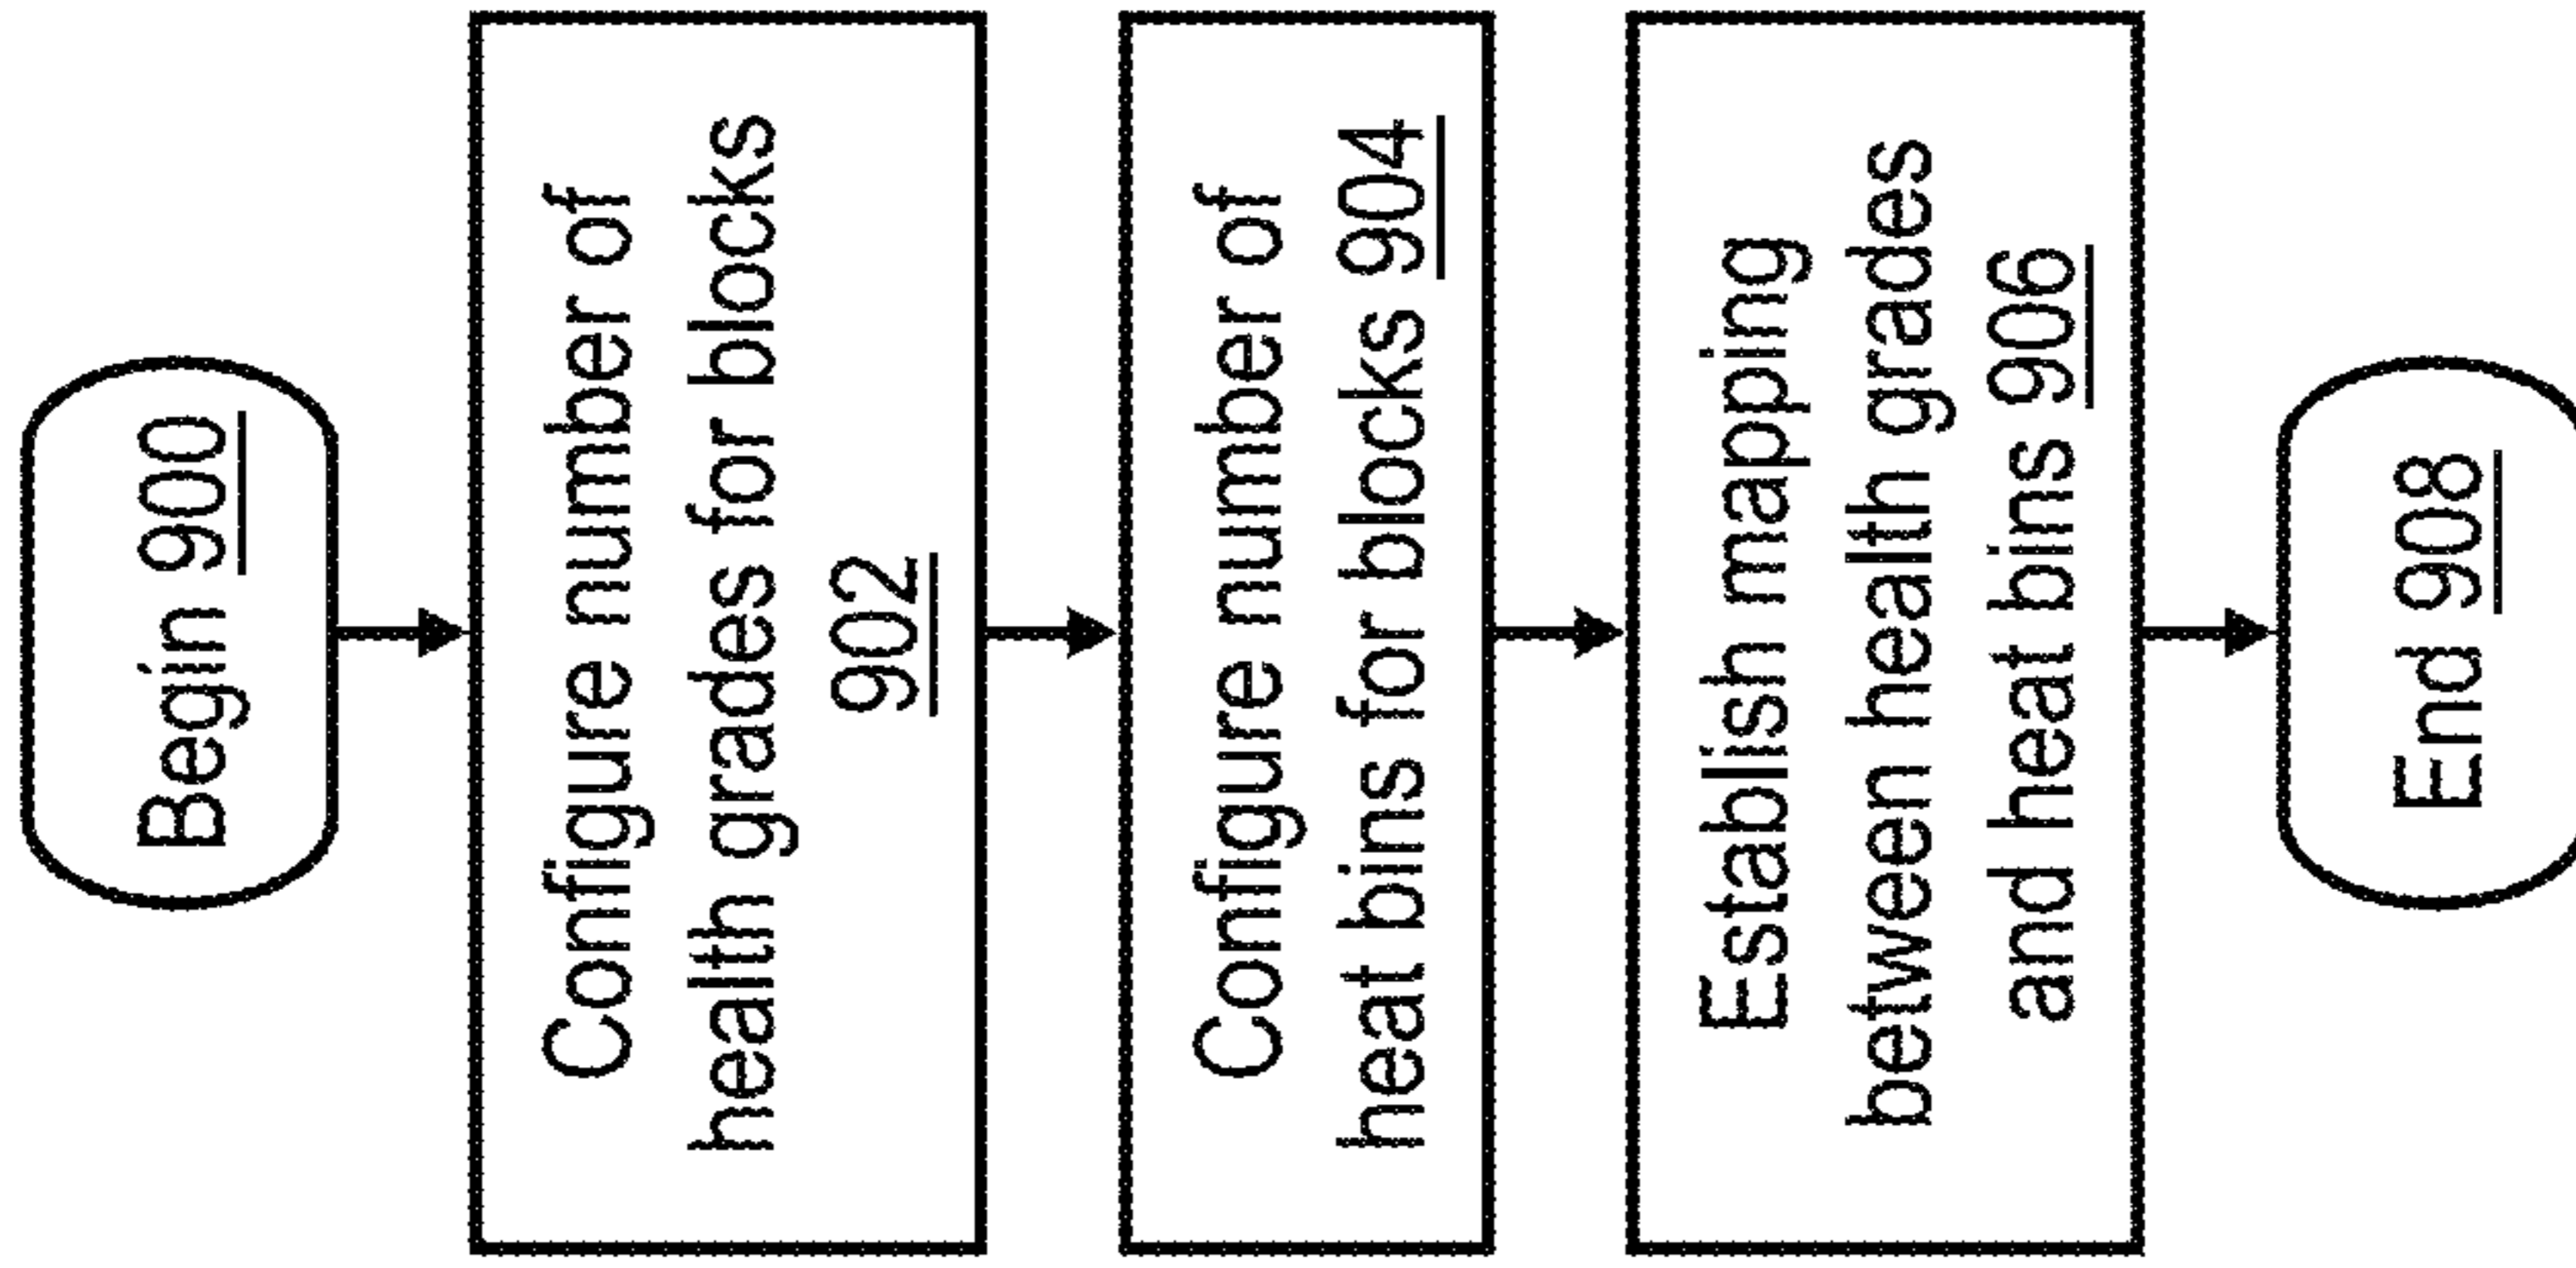 Begin 900
Configure number of
health grades for blocks
902
Configure number of
heat bins for blocks 904
Establish mapping
between health grades
and heat bins 906
End 908